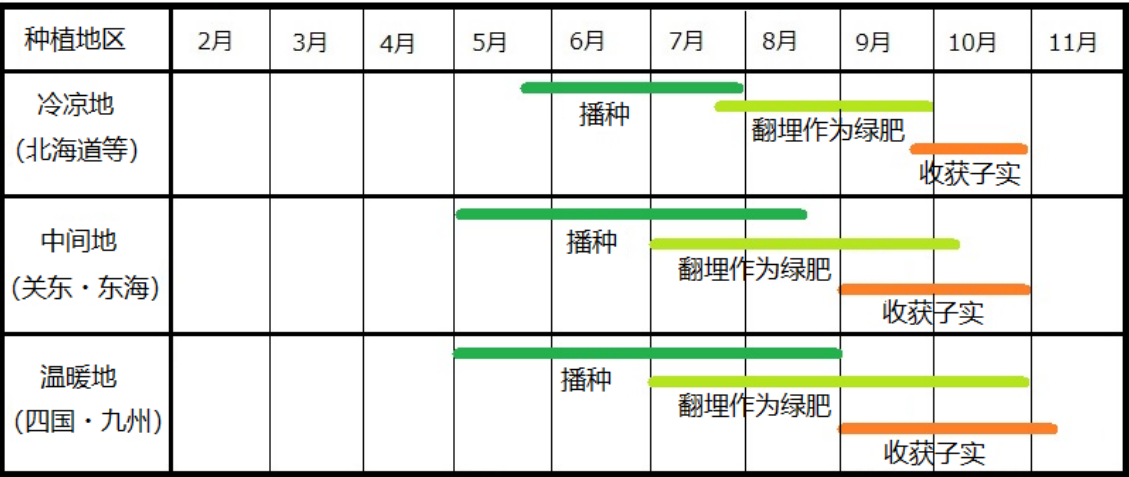 种植地区 2月 3月 4月 5月 6月 7月 8月 9月 10月 11月
冷凉地
(北海道等)
播种
翻埋作为绿肥
收获子实
中间地
(关东・东海)
播种
翻埋作为绿肥
收获子实
温暖地
(四国・九州)
播种
翻埋作为绿肥
收获子实